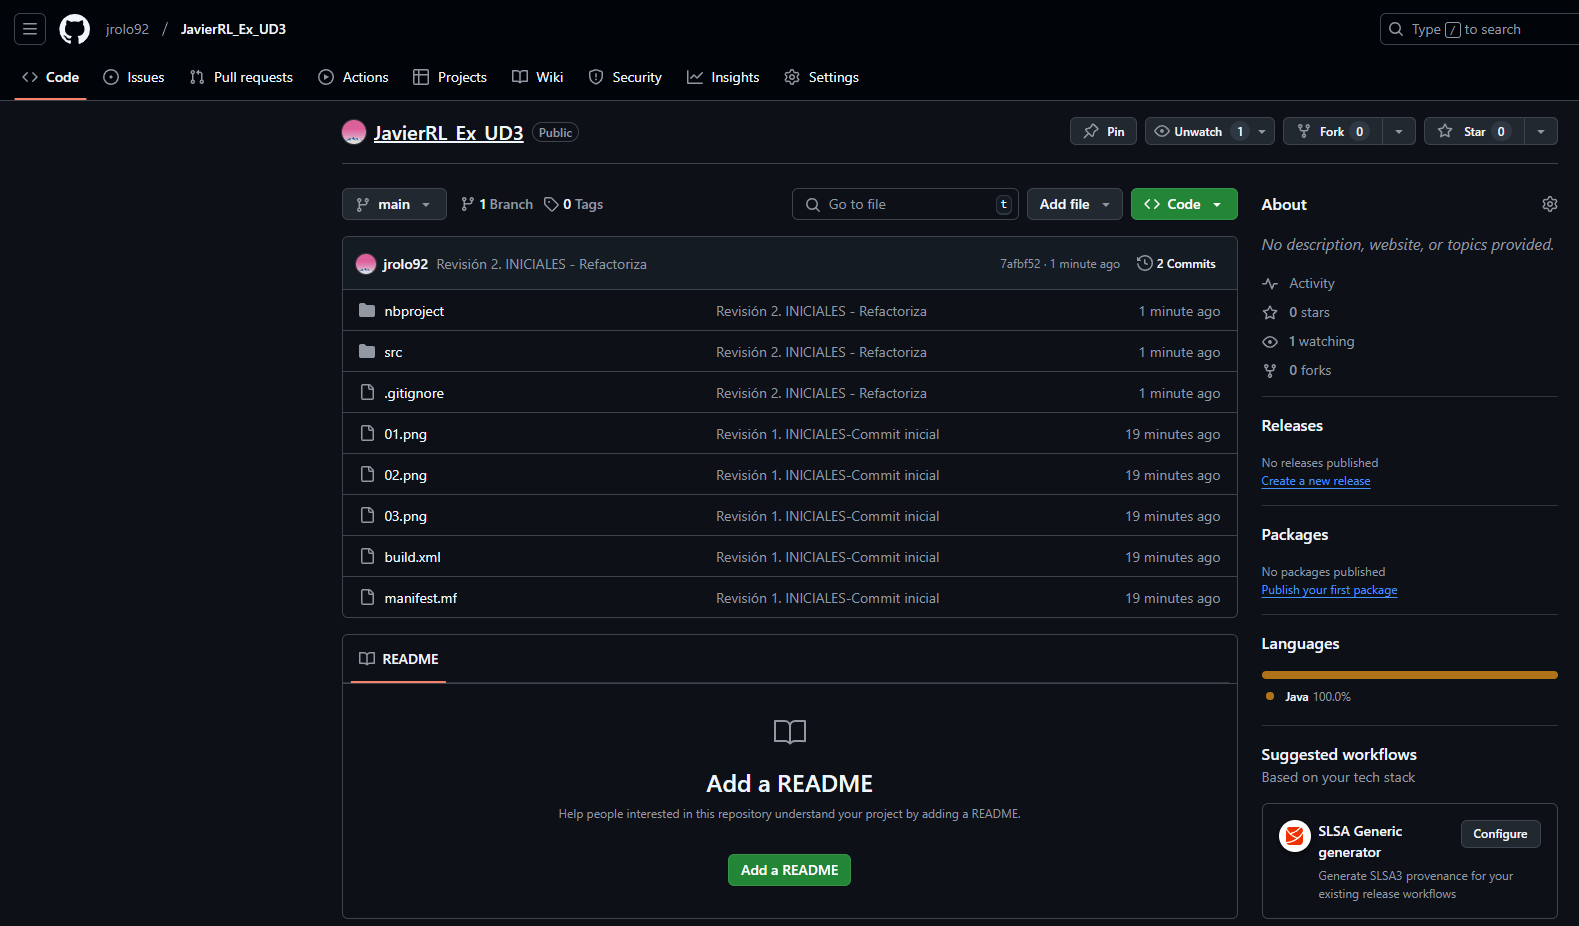 jrolo92 / JavierRL_Ex_UD3
Type / to search
Code Issues Pull requests Actions Projects Wiki Security Insights Settings
JavierRL_Ex_UD3 Public
Pin Unwatch 1 Fork 0 Star 0
main 1 Branch 0 Tags Go to file t Add file Code
jrolo92 Revisión 2. INICIALES - Refactoriza 7afbf52 · 1 minute ago 2 Commits
nbproject Revisión 2. INICIALES - Refactoriza 1 minute ago
src Revisión 2. INICIALES - Refactoriza 1 minute ago
.gitignore Revisión 2. INICIALES - Refactoriza 1 minute ago
01.png Revisión 1. INICIALES-Commit inicial 19 minutes ago
02.png Revisión 1. INICIALES-Commit inicial 19 minutes ago
03.png Revisión 1. INICIALES-Commit inicial 19 minutes ago
build.xml Revisión 1. INICIALES-Commit inicial 19 minutes ago
manifest.mf Revisión 1. INICIALES-Commit inicial 19 minutes ago
README
Add a README
Help people interested in this repository understand your project by adding a README.
Add a README
About
No description, website, or topics provided.
Activity
0 stars
1 watching
0 forks
Releases
No releases published
Create a new release
Packages
No packages published
Publish your first package
Languages
Java 100.0%
Suggested workflows
Based on your tech stack
SLSA Generic
generator
Configure
Generate SLSA3 provenance for your
existing release workflows